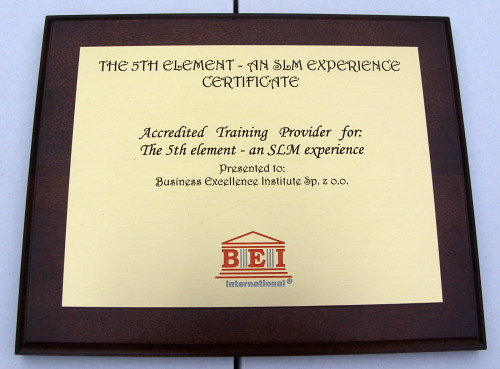 THE 5TH ELEMENT - AN SLM EXPERIENCE
CERTIFICATE
Accredited Training Provider for:
The 5th element - an SLM experience
Presented to:
Business Excellence Institute Sp. z o.o.
BEI
International®